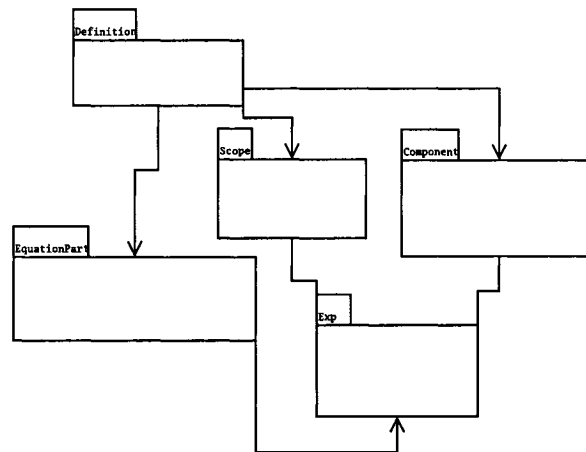 Definition
Scope
Component
EquationPart
Exp